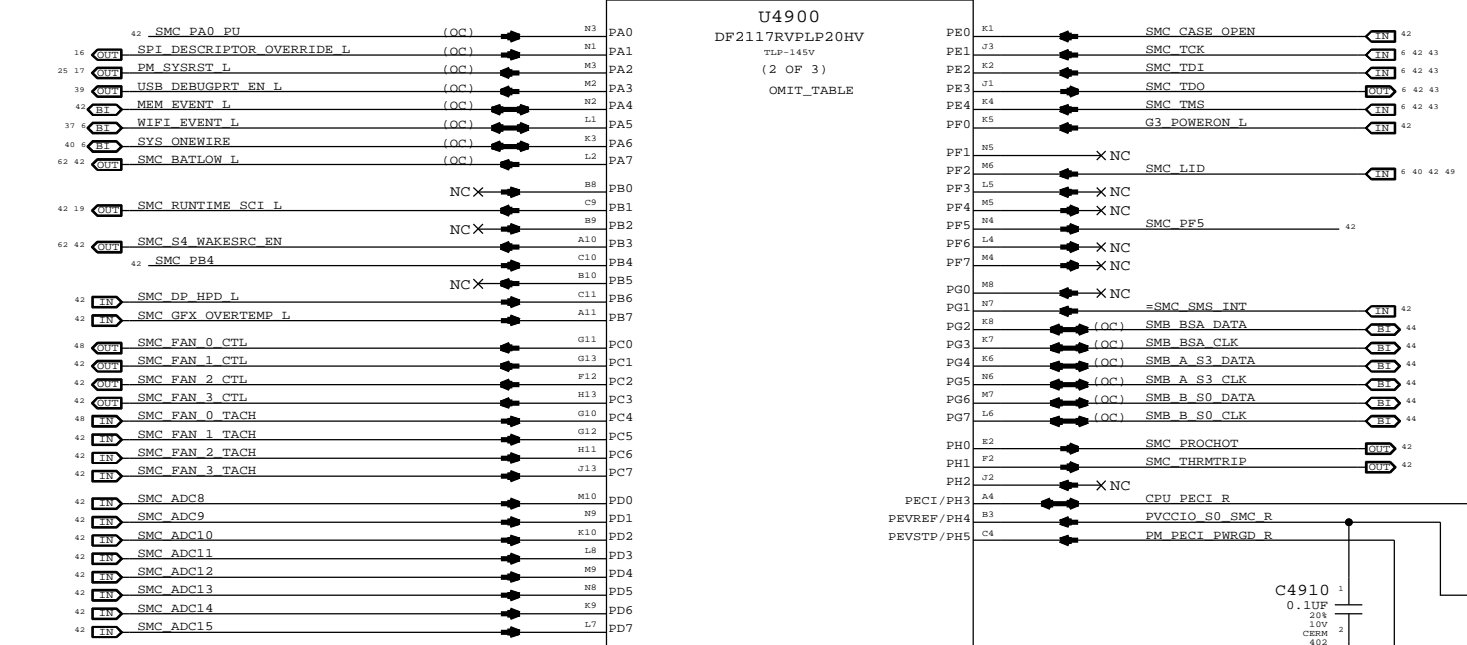 U4900
DF2117RVPLP20HV
TLP-145V
(2 OF 3)
OMIT_TABLE
42 SMC_PA0_PU (OC) N3 PA0
16 OUT SPI_DESCRIPTOR_OVERRIDE_L (OC) N1 PA1
25 17 OUT PM_SYSRST_L (OC) M3 PA2
39 OUT USB_DEBUGPRT_EN_L (OC) M2 PA3
42 BI MEM_EVENT_L (OC) N2 PA4
37 6 BI WIFI_EVENT_L (OC) L1 PA5
40 6 BI SYS_ONEWIRE (OC) K3 PA6
62 42 OUT SMC_BATLOW_L (OC) L2 PA7
NC B8 PB0
42 19 OUT SMC_RUNTIME_SCI_L C9 PB1
NC B9 PB2
62 42 OUT SMC_S4_WAKESRC_EN A10 PB3
42 SMC_PB4 C10 PB4
NC B10 PB5
42 IN SMC_DP_HPD_L C11 PB6
42 IN SMC_GFX_OVERTEMP_L A11 PB7
48 OUT SMC_FAN_0_CTL G11 PC0
42 OUT SMC_FAN_1_CTL G13 PC1
42 OUT SMC_FAN_2_CTL F12 PC2
42 OUT SMC_FAN_3_CTL H13 PC3
48 IN SMC_FAN_0_TACH G10 PC4
42 IN SMC_FAN_1_TACH G12 PC5
42 IN SMC_FAN_2_TACH H11 PC6
42 IN SMC_FAN_3_TACH J13 PC7
42 IN SMC_ADC8 M10 PD0
42 IN SMC_ADC9 N9 PD1
42 IN SMC_ADC10 K10 PD2
42 IN SMC_ADC11 L8 PD3
42 IN SMC_ADC12 M9 PD4
42 IN SMC_ADC13 N8 PD5
42 IN SMC_ADC14 K9 PD6
42 IN SMC_ADC15 L7 PD7
PE0 K1 SMC_CASE_OPEN IN 42
PE1 J3 SMC_TCK IN 6 42 43
PE2 K2 SMC_TDI IN 6 42 43
PE3 J1 SMC_TDO OUT 6 42 43
PE4 K4 SMC_TMS IN 6 42 43
PF0 K5 G3_POWERON_L IN 42
PF1 N5 NC
PF2 M6 SMC_LID IN 6 40 42 49
PF3 L5 NC
PF4 M5 NC
PF5 N4 SMC_PF5 42
PF6 L4 NC
PF7 M4 NC
PG0 M8 NC
PG1 N7 =SMC_SMS_INT IN 42
PG2 K8 (OC) SMB_BSA_DATA BI 44
PG3 K7 (OC) SMB_BSA_CLK BI 44
PG4 K6 (OC) SMB_A_S3_DATA BI 44
PG5 N6 (OC) SMB_A_S3_CLK BI 44
PG6 M7 (OC) SMB_B_S0_DATA BI 44
PG7 L6 (OC) SMB_B_S0_CLK BI 44
PH0 E2 SMC_PROCHOT OUT 42
PH1 F2 SMC_THRMTRIP OUT 42
PH2 J2 NC
PECI/PH3 A4 CPU_PECI_R
PEVREF/PH4 B3 PVCCIO_S0_SMC_R
PEVSTP/PH5 C4 PM_PECI_PWRGD_R
C4910 1
0.1UF
20%
10V
CERM 2
402